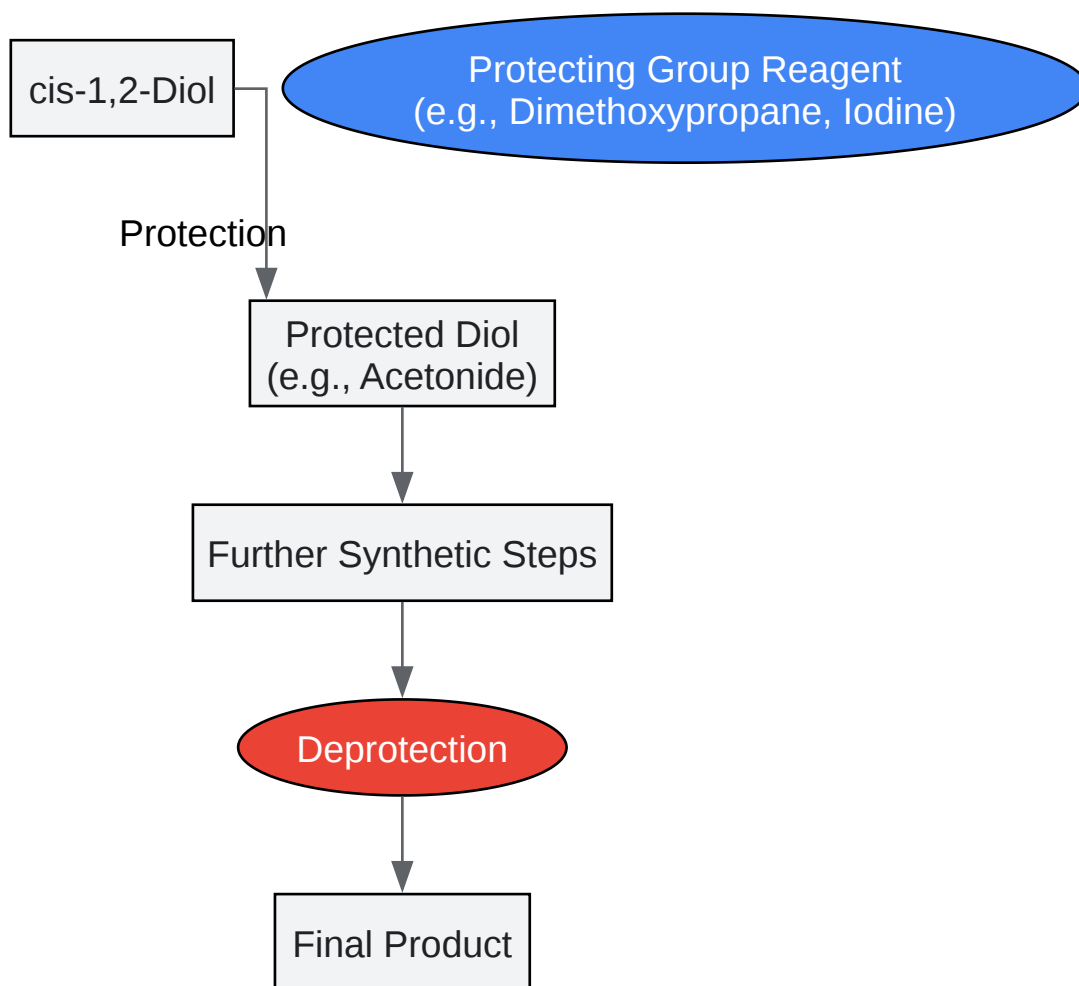 cis-1,2-Diol
Protecting Group Reagent
(e.g., Dimethoxypropane, Iodine)
Protection
Protected Diol
(e.g., Acetonide)
Further Synthetic Steps
Deprotection
Final Product